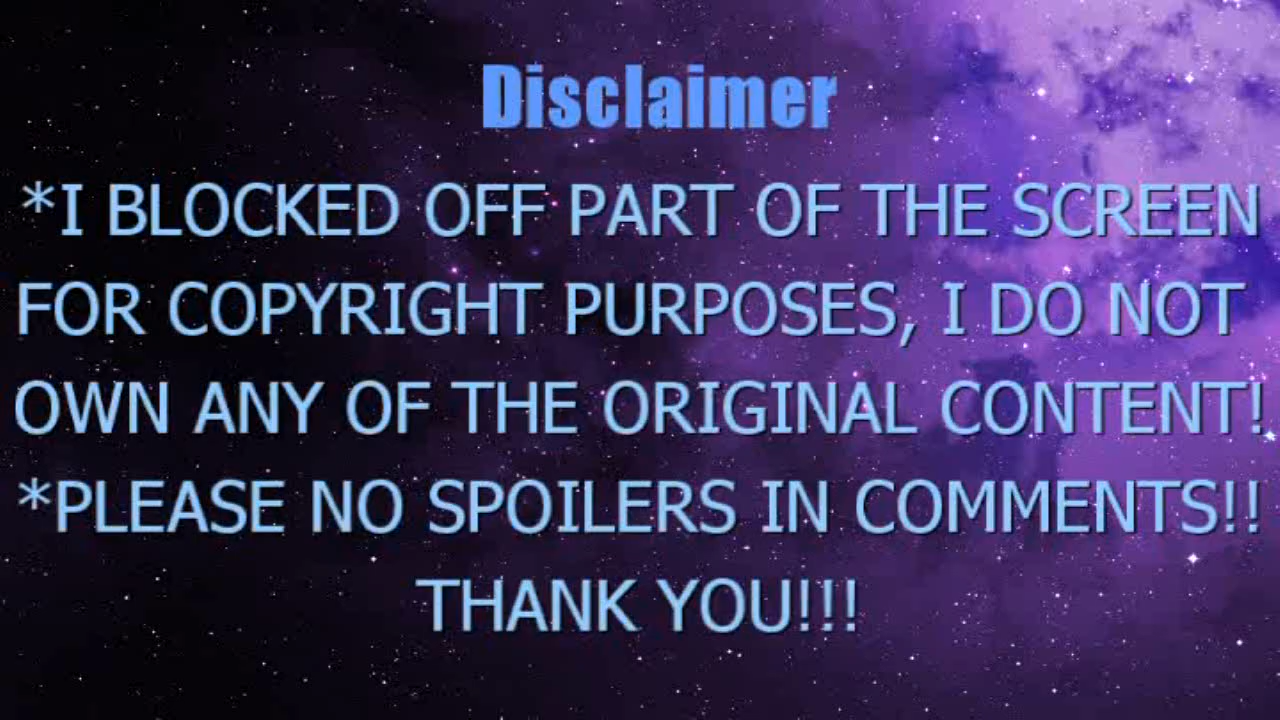 Disclaimer
*I BLOCKED OFF PART OF THE SCREEN
FOR COPYRIGHT PURPOSES, I DO NOT
OWN ANY OF THE ORIGINAL CONTENT!
*PLEASE NO SPOILERS IN COMMENTS!!
THANK YOU!!!